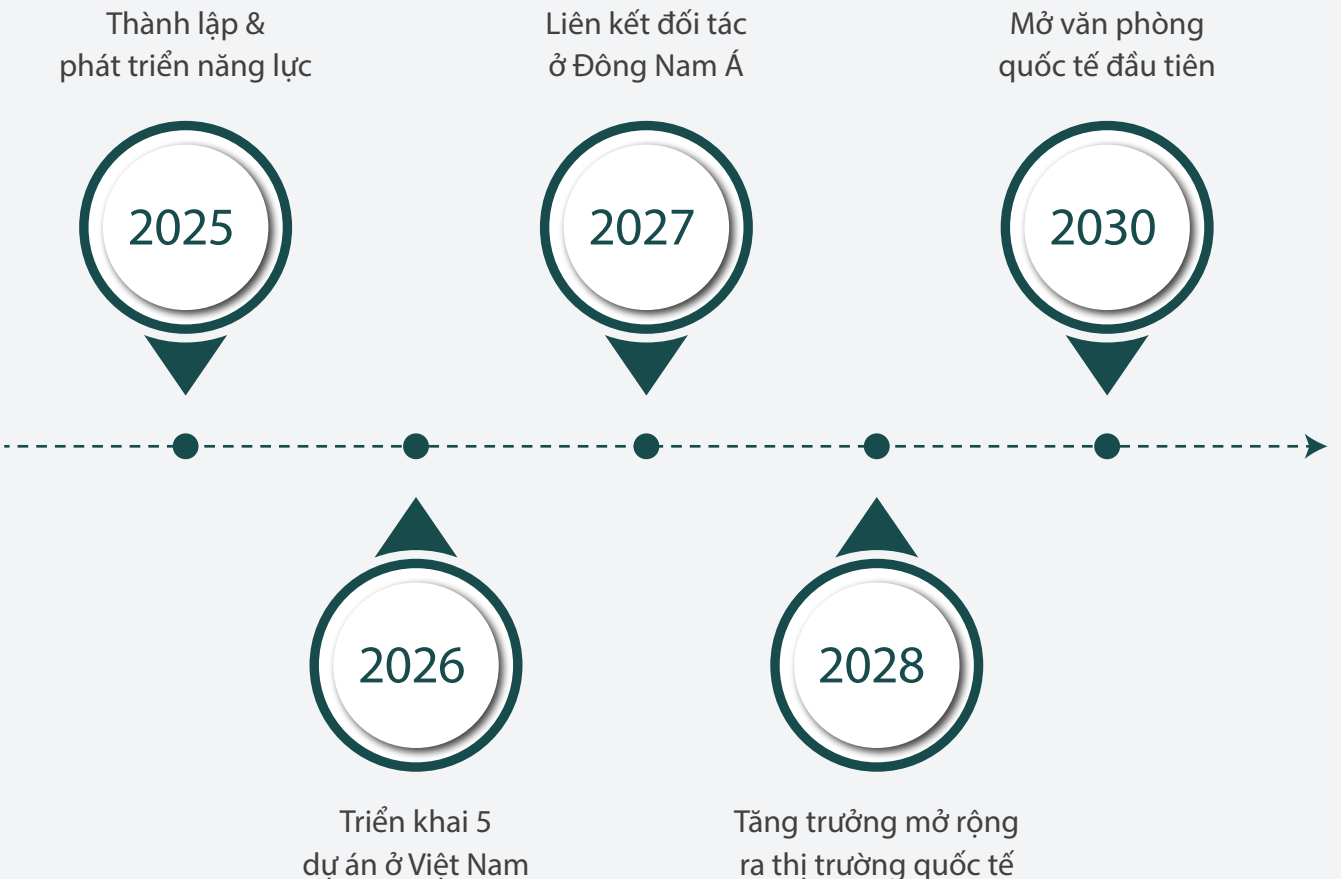 Thành lập &
phát triển năng lực
2025
Liên kết đối tác
ở Đông Nam Á
2027
Mở văn phòng
quốc tế đầu tiên
2030
2026
Triển khai 5
dự án ở Việt Nam
2028
Tăng trưởng mở rộng
ra thị trường quốc tế